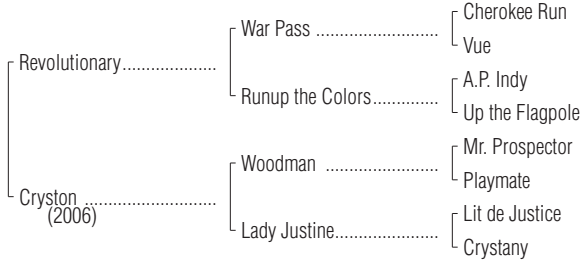 Cherokee Run
War Pass ..........................
Vue
Revolutionary....................
A.P. Indy
Runup the Colors..............
Up the Flagpole
Mr. Prospector
Woodman ........................
Playmate
Cryston ............................
(2006)
Lit de Justice
Lady Justine......................
Crystany